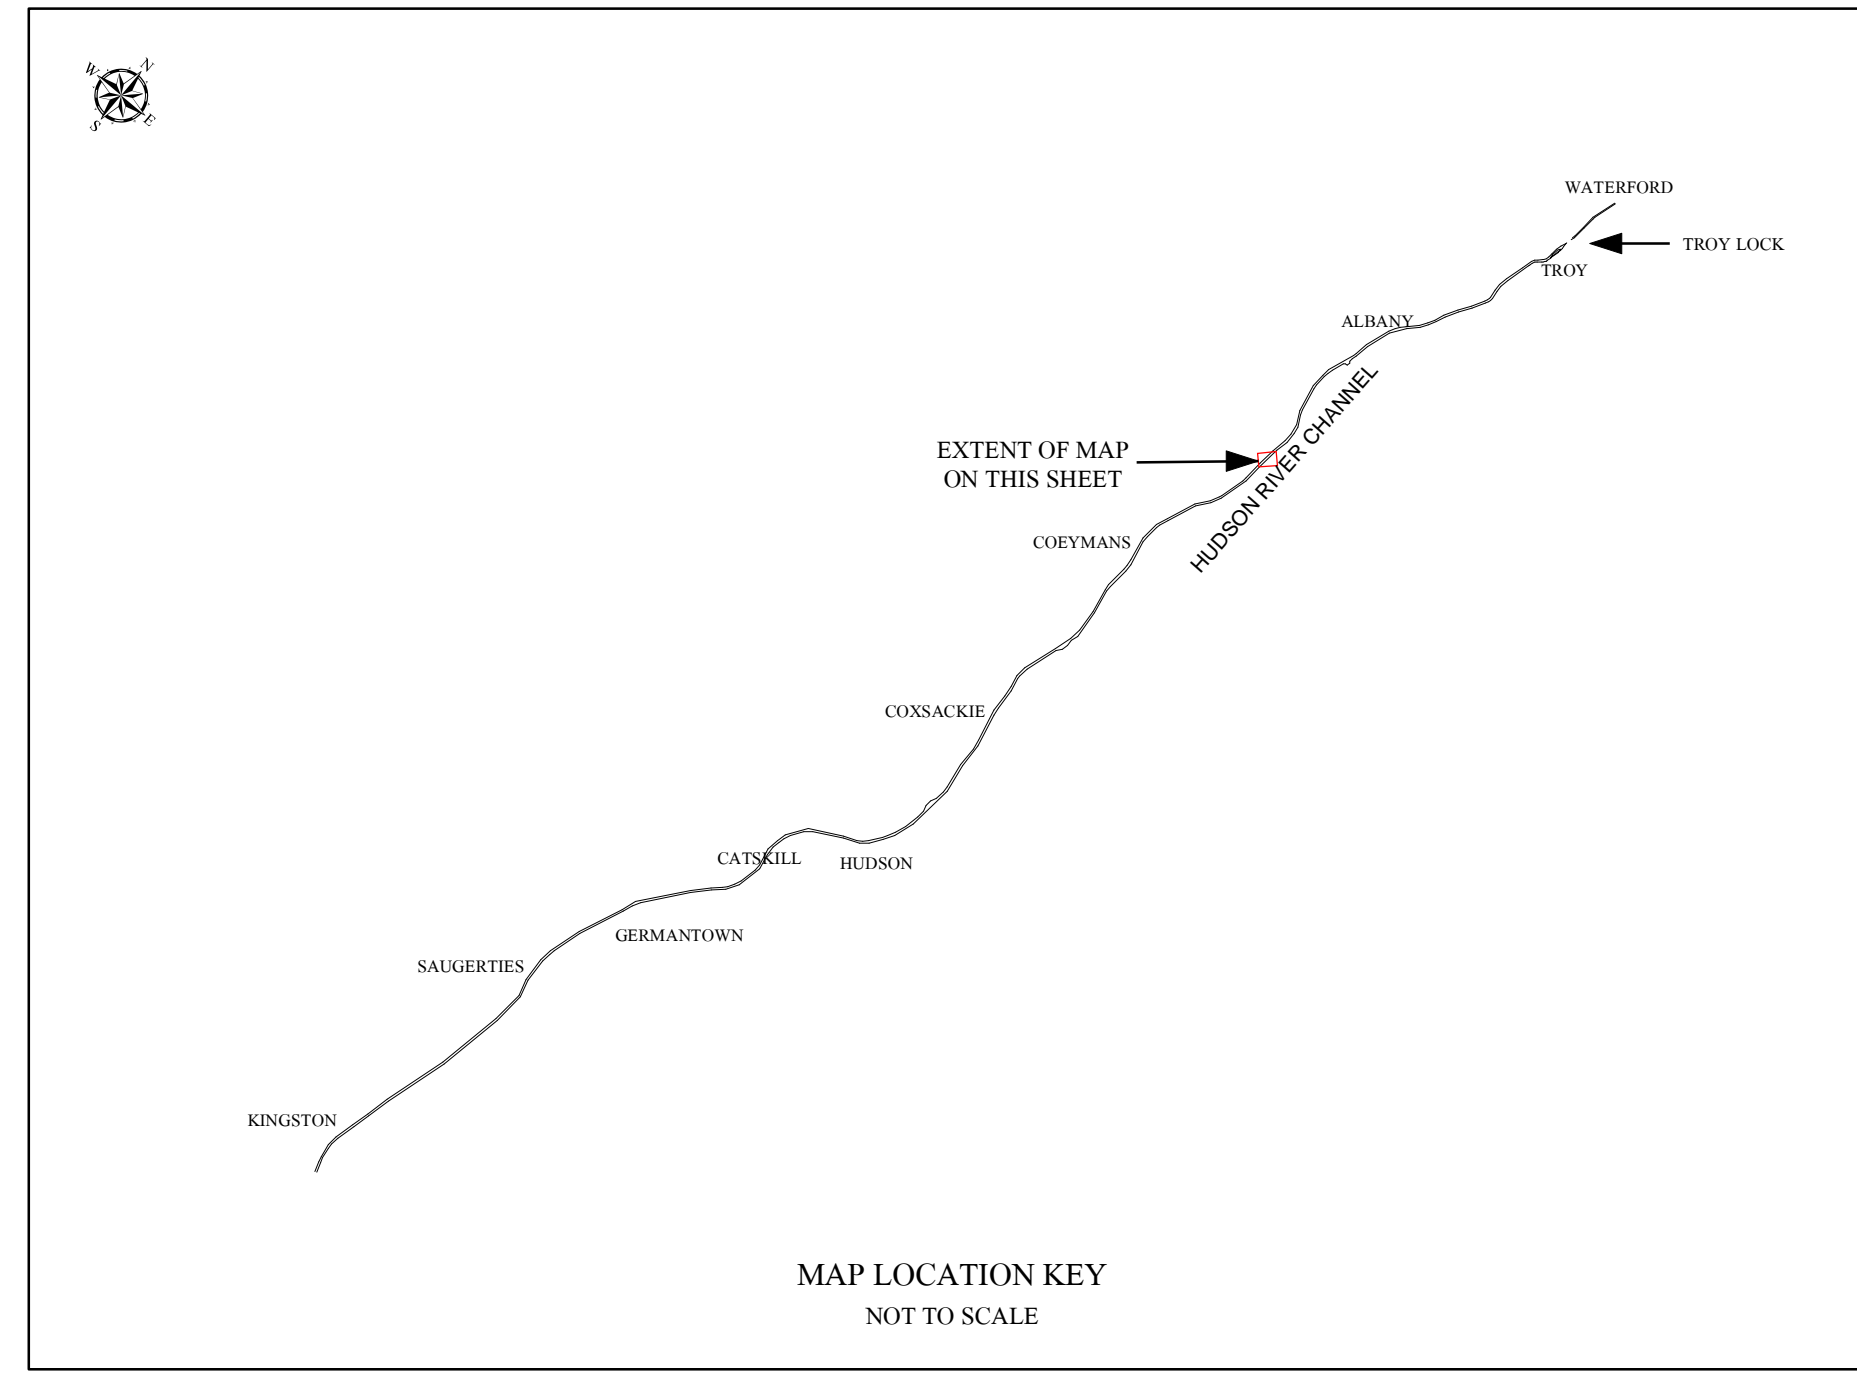 W N
S E
WATERFORD
TROY LOCK
TROY
ALBANY
HUDSON RIVER CHANNEL
EXTENT OF MAP
ON THIS SHEET
COEYMANS
COXSACKIE
CATSKILL
HUDSON
GERMANTOWN
SAUGERTIES
KINGSTON
MAP LOCATION KEY
NOT TO SCALE